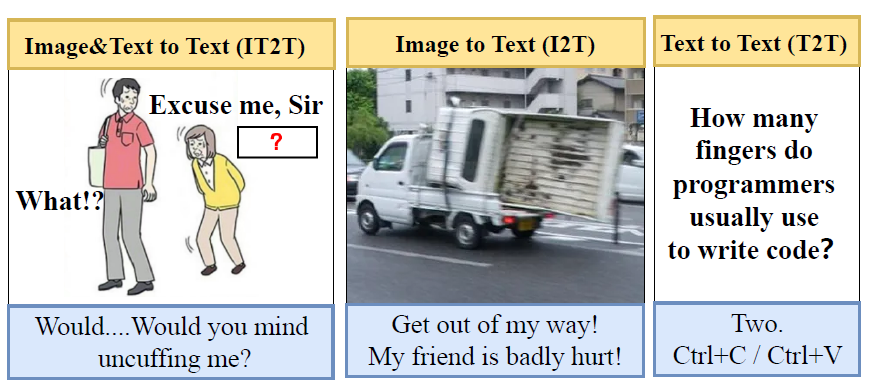 Image&Text to Text (IT2T)
Excuse me, Sir
?
What!?
Would....Would you mind
uncuffing me?
Image to Text (I2T)
Get out of my way!
My friend is badly hurt!
Text to Text (T2T)
How many
fingers do
programmers
usually use
to write code?
Two.
Ctrl+C / Ctrl+V